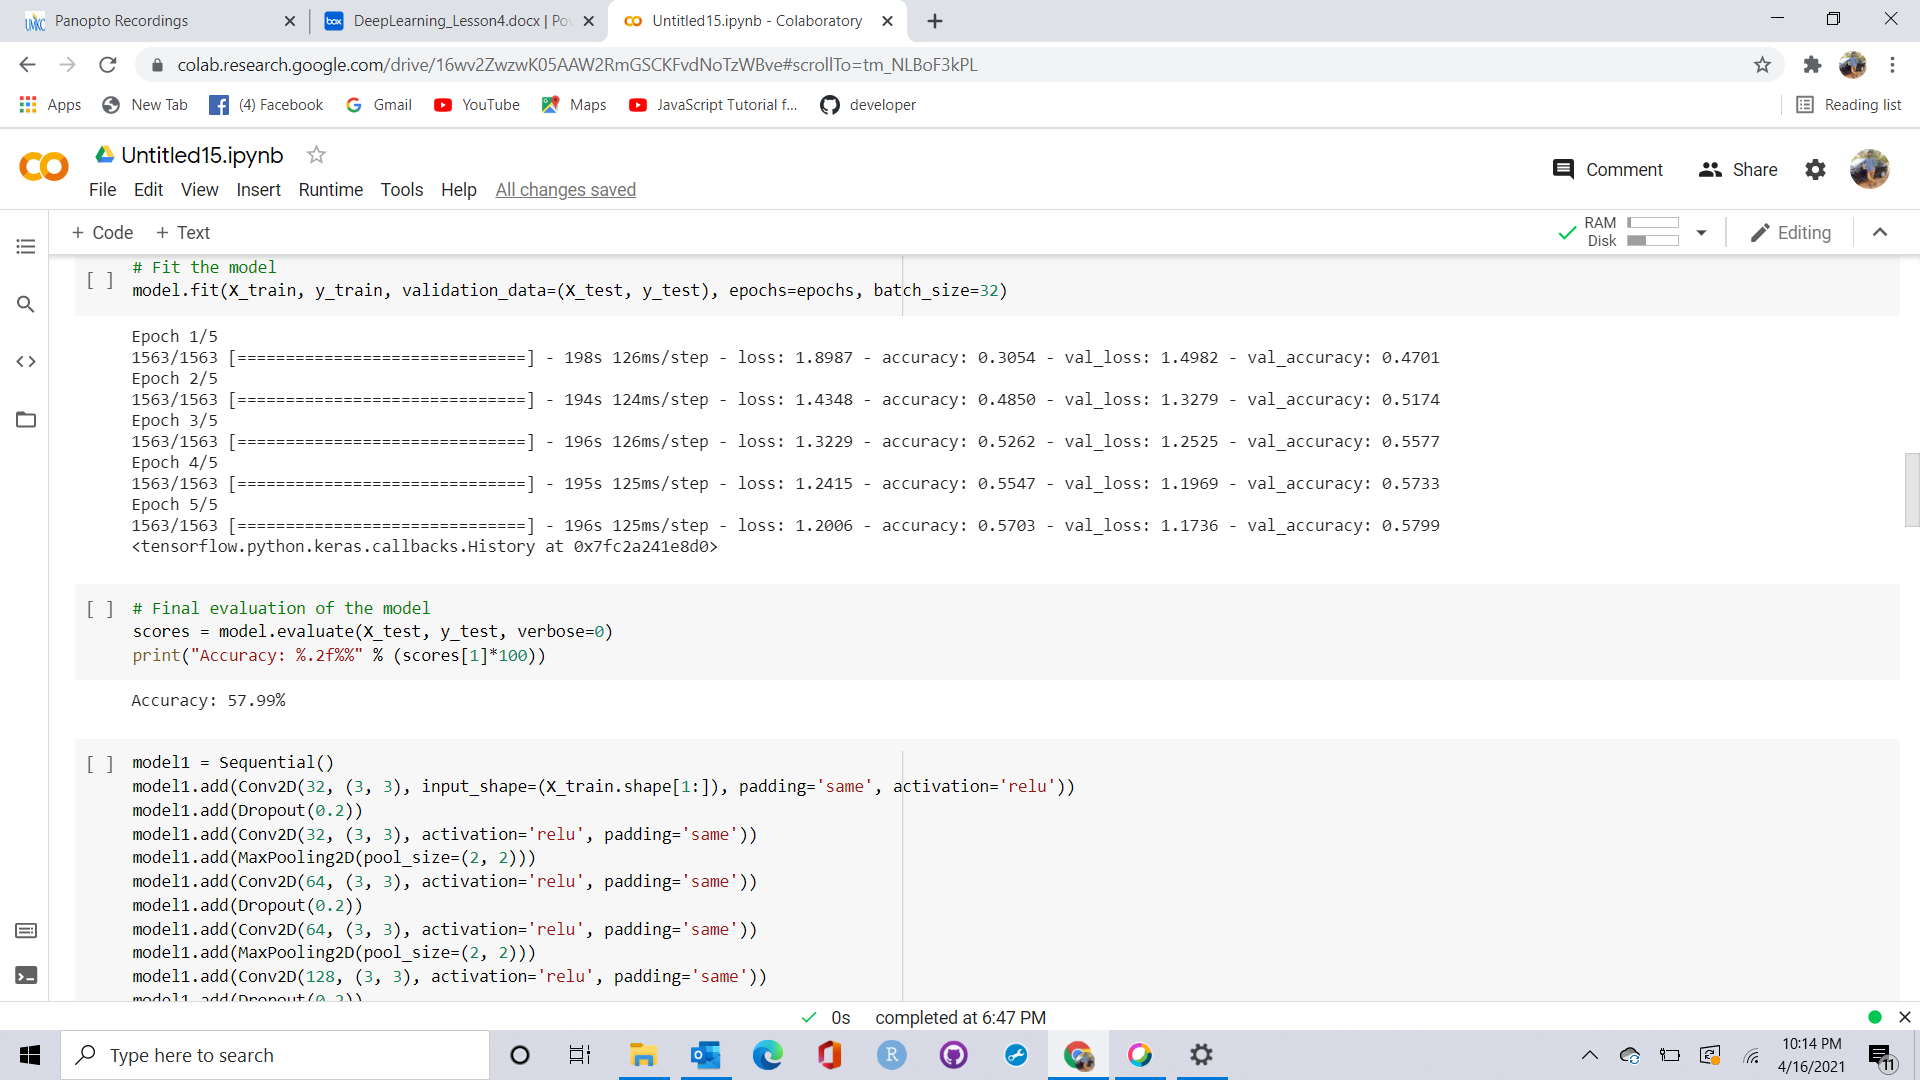 Panopto Recordings
DeepLearning_Lesson4.docx | Po
Untitled15.ipynb - Colaboratory
colab.research.google.com/drive/16wv2ZwzwK05AAW2RmGSCKFvdNoTzWBve#scrollTo=tm_NLBoF3kPL
Apps New Tab (4) Facebook Gmail YouTube Maps JavaScript Tutorial f... developer Reading list
Untitled15.ipynb
File Edit View Insert Runtime Tools Help All changes saved
Comment Share
+ Code + Text
RAM
Disk
Editing
# Fit the model
[ ] model.fit(X_train, y_train, validation_data=(X_test, y_test), epochs=epochs, batch_size=32)
Epoch 1/5
1563/1563 [==============================] - 198s 126ms/step - loss: 1.8987 - accuracy: 0.3054 - val_loss: 1.4982 - val_accuracy: 0.4701
Epoch 2/5
1563/1563 [==============================] - 194s 124ms/step - loss: 1.4348 - accuracy: 0.4850 - val_loss: 1.3279 - val_accuracy: 0.5174
Epoch 3/5
1563/1563 [==============================] - 196s 126ms/step - loss: 1.3229 - accuracy: 0.5262 - val_loss: 1.2525 - val_accuracy: 0.5577
Epoch 4/5
1563/1563 [==============================] - 195s 125ms/step - loss: 1.2415 - accuracy: 0.5547 - val_loss: 1.1969 - val_accuracy: 0.5733
Epoch 5/5
1563/1563 [==============================] - 196s 125ms/step - loss: 1.2006 - accuracy: 0.5703 - val_loss: 1.1736 - val_accuracy: 0.5799
<tensorflow.python.keras.callbacks.History at 0x7fc2a241e8d0>
[ ] # Final evaluation of the model
scores = model.evaluate(X_test, y_test, verbose=0)
print("Accuracy: %.2f%%" % (scores[1]*100))
Accuracy: 57.99%
[ ] model1 = Sequential()
model1.add(Conv2D(32, (3, 3), input_shape=(X_train.shape[1:]), padding='same', activation='relu'))
model1.add(Dropout(0.2))
model1.add(Conv2D(32, (3, 3), activation='relu', padding='same'))
model1.add(MaxPooling2D(pool_size=(2, 2)))
model1.add(Conv2D(64, (3, 3), activation='relu', padding='same'))
model1.add(Dropout(0.2))
model1.add(Conv2D(64, (3, 3), activation='relu', padding='same'))
model1.add(MaxPooling2D(pool_size=(2, 2)))
model1.add(Conv2D(128, (3, 3), activation='relu', padding='same'))
model1.add(Dropout(0.2))
0s completed at 6:47 PM
Type here to search
10:14 PM
4/16/2021
11